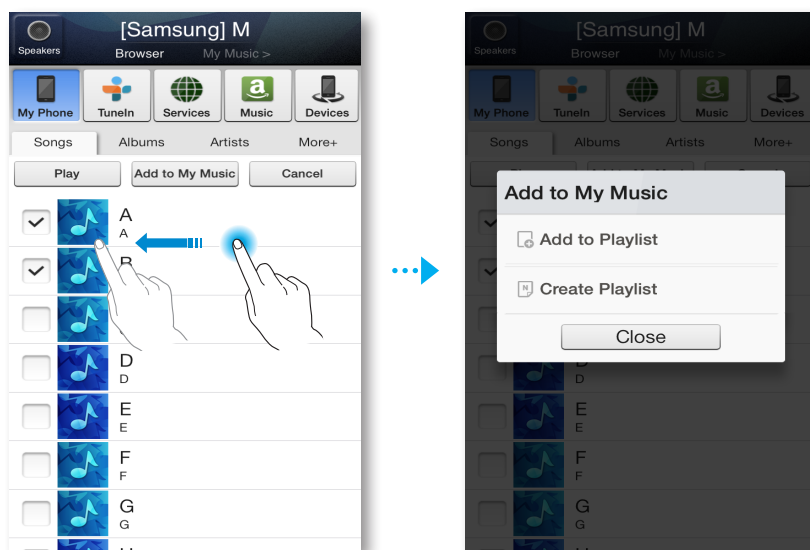 [Samsung] M
Speakers
Browser
My Music >
My Phone
TuneIn
Services
a
Music
Devices
Songs
Albums
Artists
More+
Play
Add to My Music
Cancel
A
A
B
D
D
E
E
F
F
G
G
[Samsung] M
Speakers
Browser
My Music >
My Phone
TuneIn
Services
a
Music
Devices
Songs
Albums
Artists
More+
Add to My Music
Add to Playlist
N
Create Playlist
Close
D
D
E
E
F
F
G
G